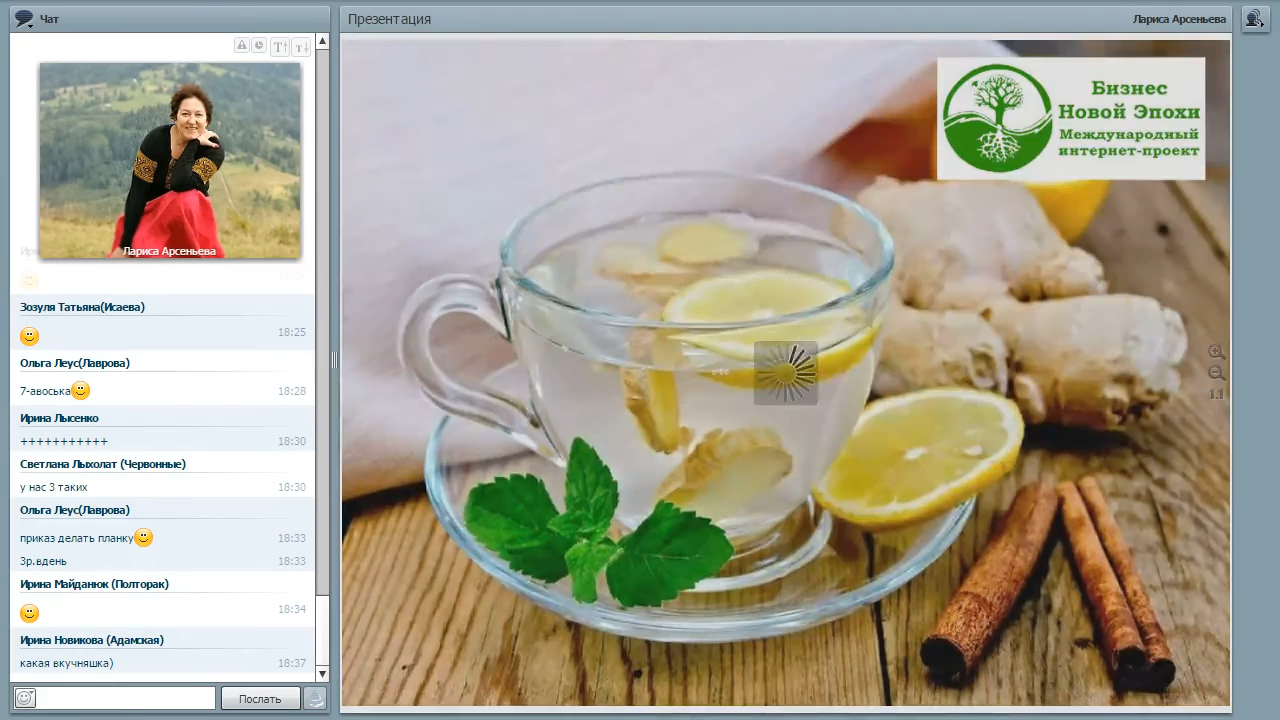 Чат
Лариса Арсеньева
Зозуля Татьяна(Исаева)
18:25
Ольга Леус(Лаврова)
7-авоська 18:28
Ирина Лысенко
+++++++++++ 18:30
Светлана Лыхолат (Червонные)
у нас 3 таких 18:30
Ольга Леус(Лаврова)
приказ делать планку 18:33
3р.вдень 18:33
Ирина Майданюк (Полторак)
18:34
Ирина Новикова (Адамская)
какая вкучняшка) 18:37
Послать
Презентация
Лариса Арсеньева
Бизнес
Новой Эпохи
Международный
интернет-проект
1:1